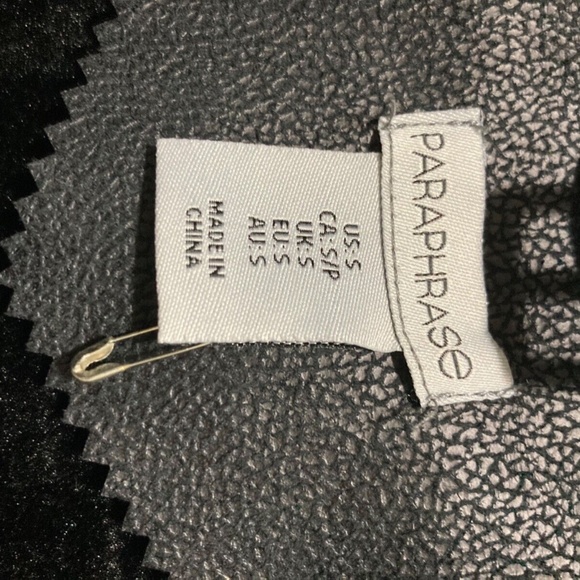 PARAPHRASE
US:S
CA:S/P
UK:S
EU:S
AU:S
MADE IN
CHINA